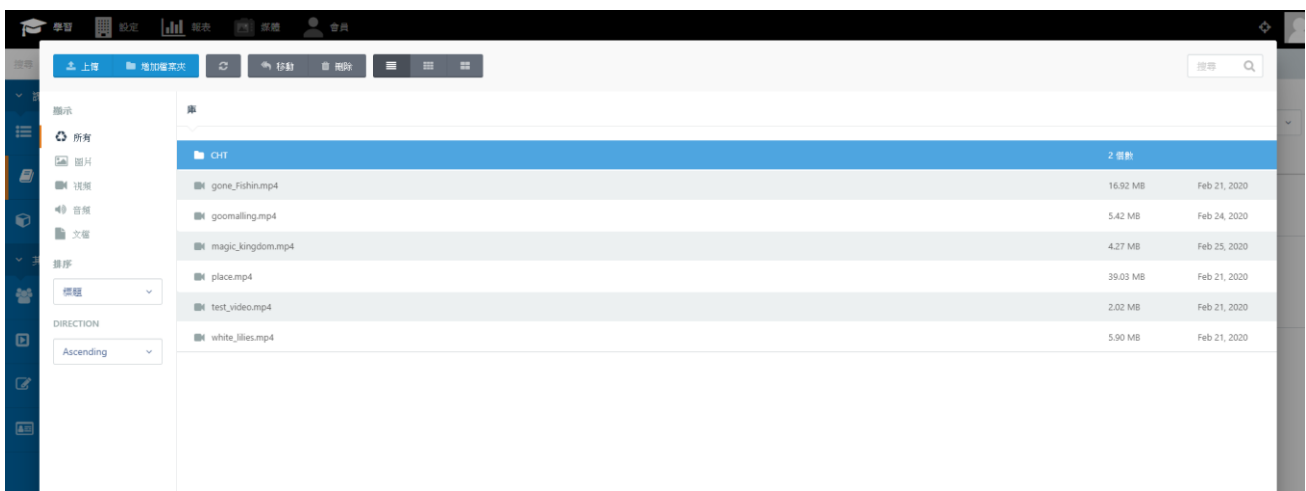 學習 設定 報表 媒體 會員
搜尋 上傳 增加檔案夾 移動 刪除 搜尋
顯示
庫
所有
圖片
視頻
音頻
文檔
排序
標題
DIRECTION
Ascending
CHT 2 個數
gone_Fishin.mp4 16.92 MB Feb 21, 2020
goomalling.mp4 5.42 MB Feb 24, 2020
magic_kingdom.mp4 4.27 MB Feb 25, 2020
place.mp4 39.03 MB Feb 21, 2020
test_video.mp4 2.02 MB Feb 21, 2020
white_lilies.mp4 5.90 MB Feb 21, 2020